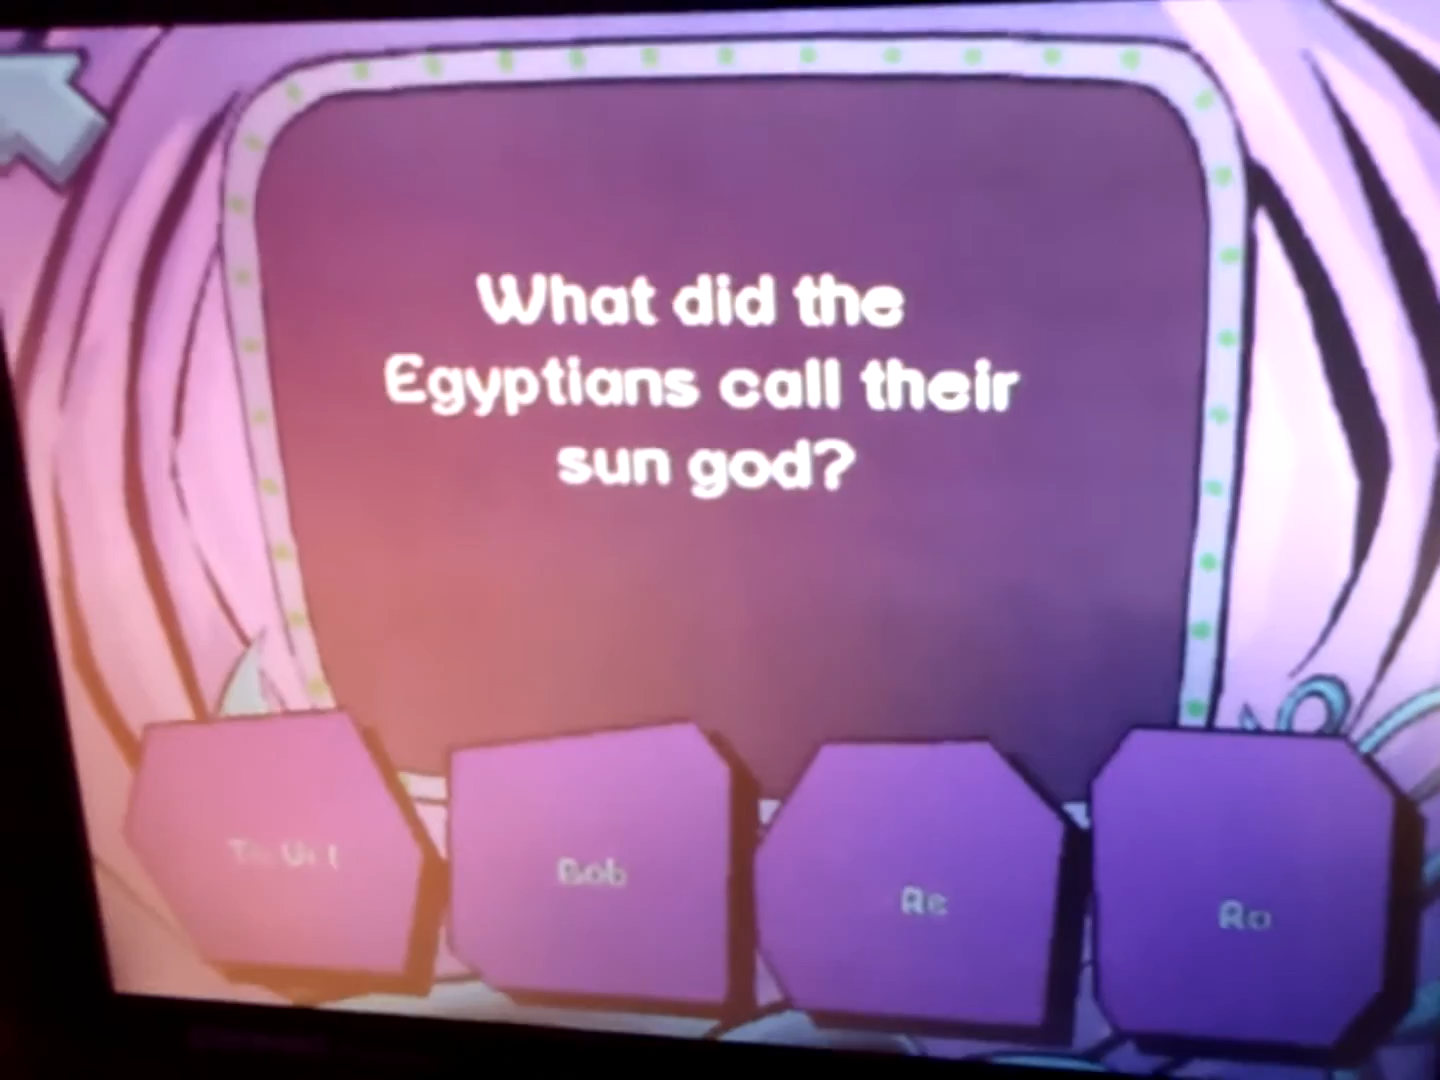 What did the
Egyptians call their
sun god?
Bob
Re
Ra